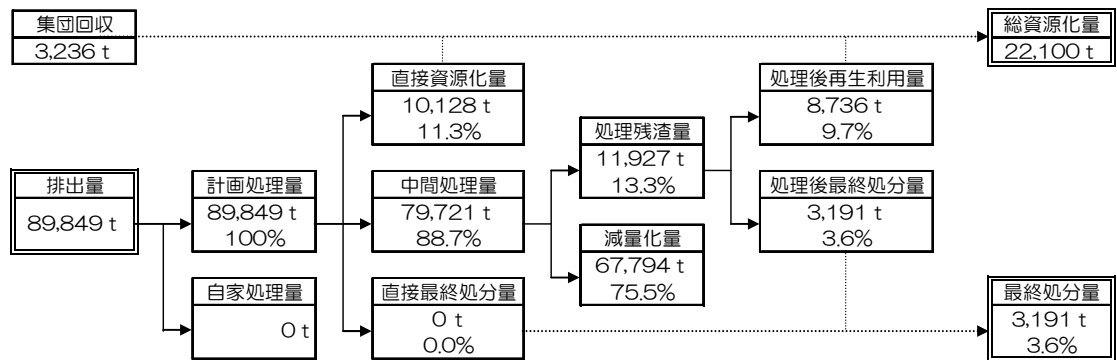 集団回収
3,236 t
総資源化量
22,100 t
直接資源化量
10,128 t
11.3%
処理後再生利用量
8,736 t
9.7%
処理残渣量
11,927 t
13.3%
排出量
89,849 t
計画処理量
89,849 t
100%
中間処理量
79,721 t
88.7%
処理後最終処分量
3,191 t
3.6%
減量化量
67,794 t
75.5%
自家処理量
0 t
直接最終処分量
0 t
0.0%
最終処分量
3,191 t
3.6%